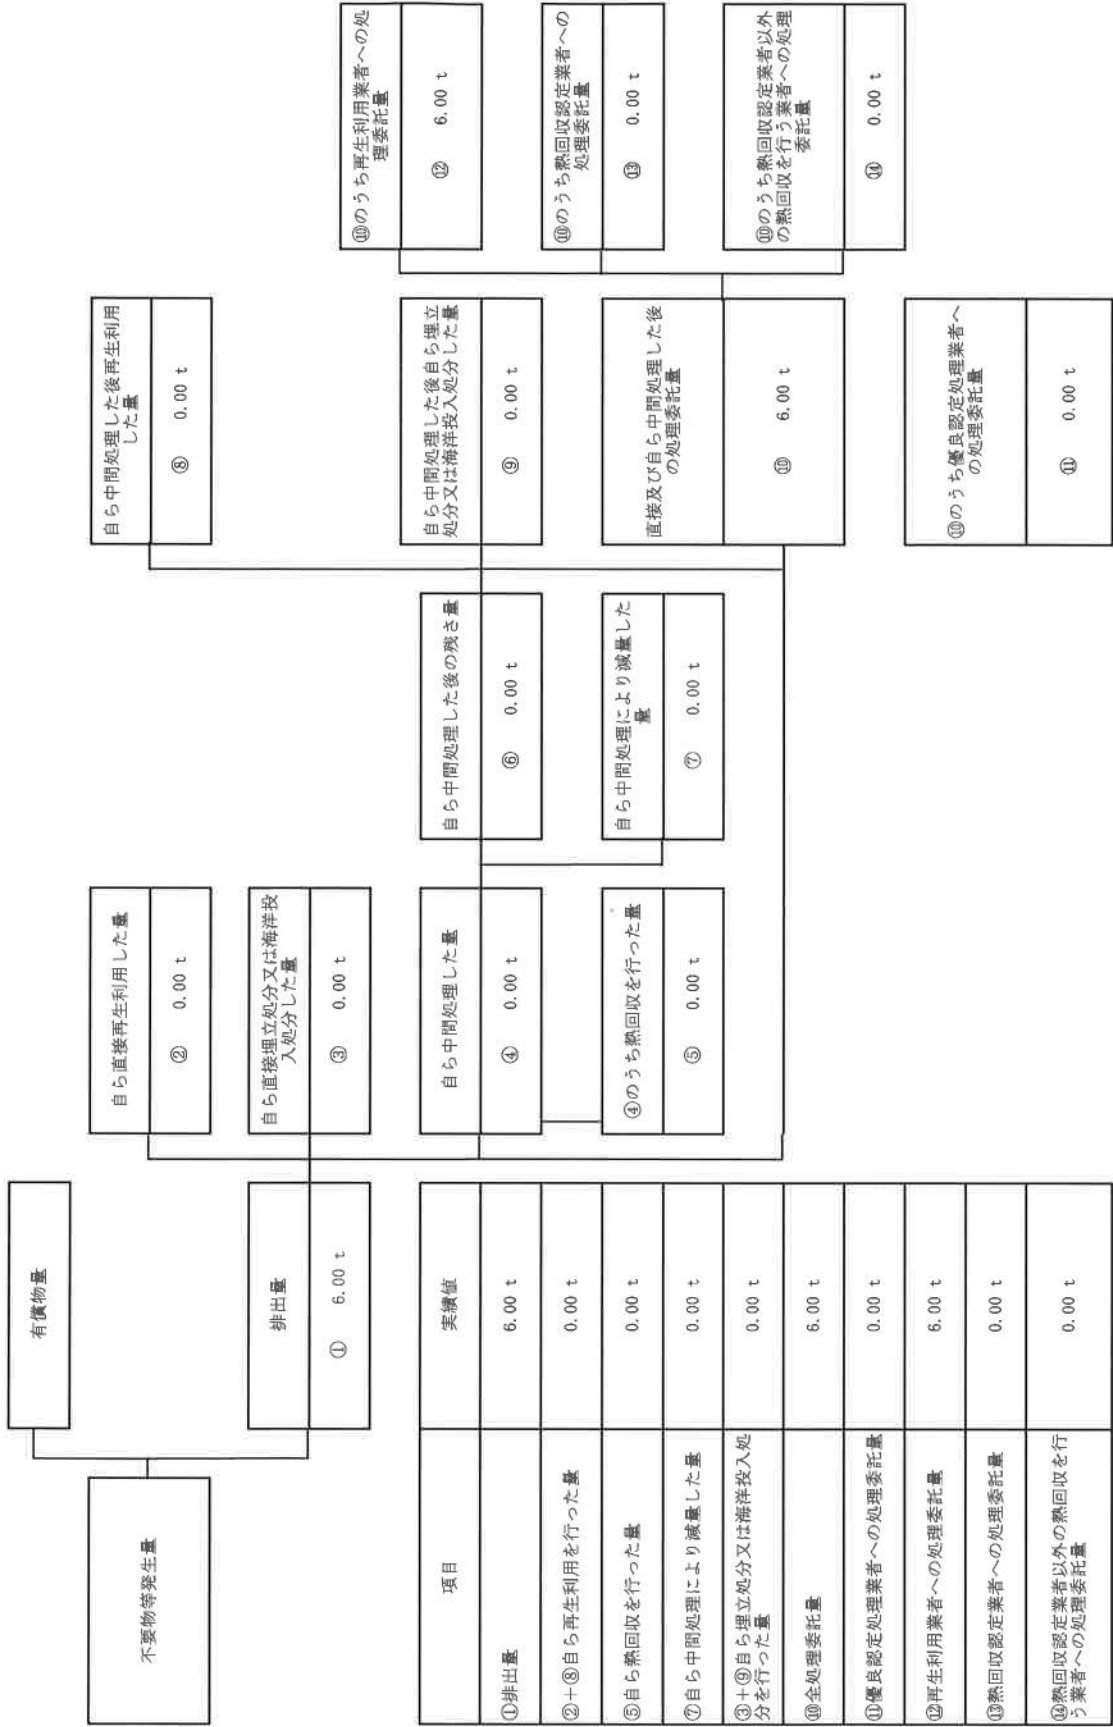 不要物等発生量
有償物量
排出量
① 6.00 t
自ら直接再生利用した量
② 0.00 t
自ら直接埋立処分又は海洋投
入処分した量
③ 0.00 t
自ら中間処理した量
④ 0.00 t
④のうち熱回収を行った量
⑤ 0.00 t
自ら中間処理した後の残さ量
⑥ 0.00 t
自ら中間処理により減量した
量
⑦ 0.00 t
自ら中間処理した後再生利用
した量
⑧ 0.00 t
自ら中間処理した後自ら埋立
処分又は海洋投入処分した量
⑨ 0.00 t
直接及び自ら中間処理した後
の処理委託量
⑩ 6.00 t
⑩のうち優良認定処理業者へ
の処理委託量
⑪ 0.00 t
⑩のうち再生利用業者への処
理委託量
⑫ 6.00 t
⑩のうち熱回収認定業者への
処理委託量
⑬ 0.00 t
⑩のうち熱回収認定業者以外
の熱回収を行う業者への処理
委託量
⑭ 0.00 t
項目 実績値
①排出量 6.00 t
②+⑧自ら再生利用を行った量 0.00 t
⑤自ら熱回収を行った量 0.00 t
⑦自ら中間処理により減量した量 0.00 t
③+⑨自ら埋立処分又は海洋投入処
分を行った量 0.00 t
⑩全処理委託量 6.00 t
⑪優良認定処理業者への処理委託量 0.00 t
⑫再生利用業者への処理委託量 6.00 t
⑬熱回収認定業者への処理委託量 0.00 t
⑭熱回収認定業者以外の熱回収を行
う業者への処理委託量 0.00 t